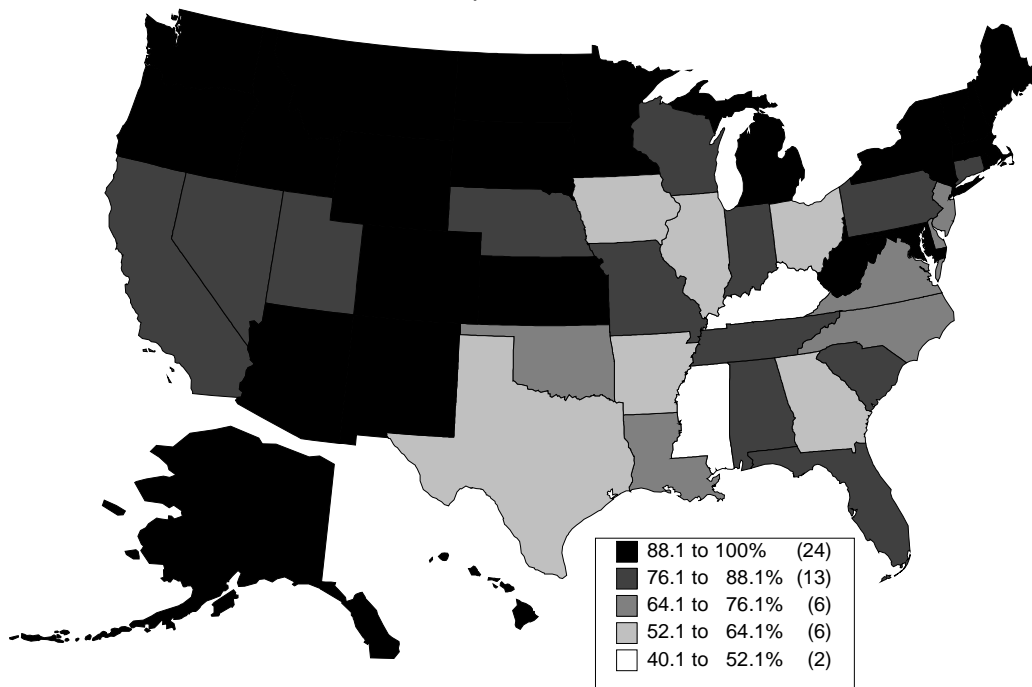 88.1 to 100% (24)
76.1 to 88.1% (13)
64.1 to 76.1% (6)
52.1 to 64.1% (6)
40.1 to 52.1% (2)